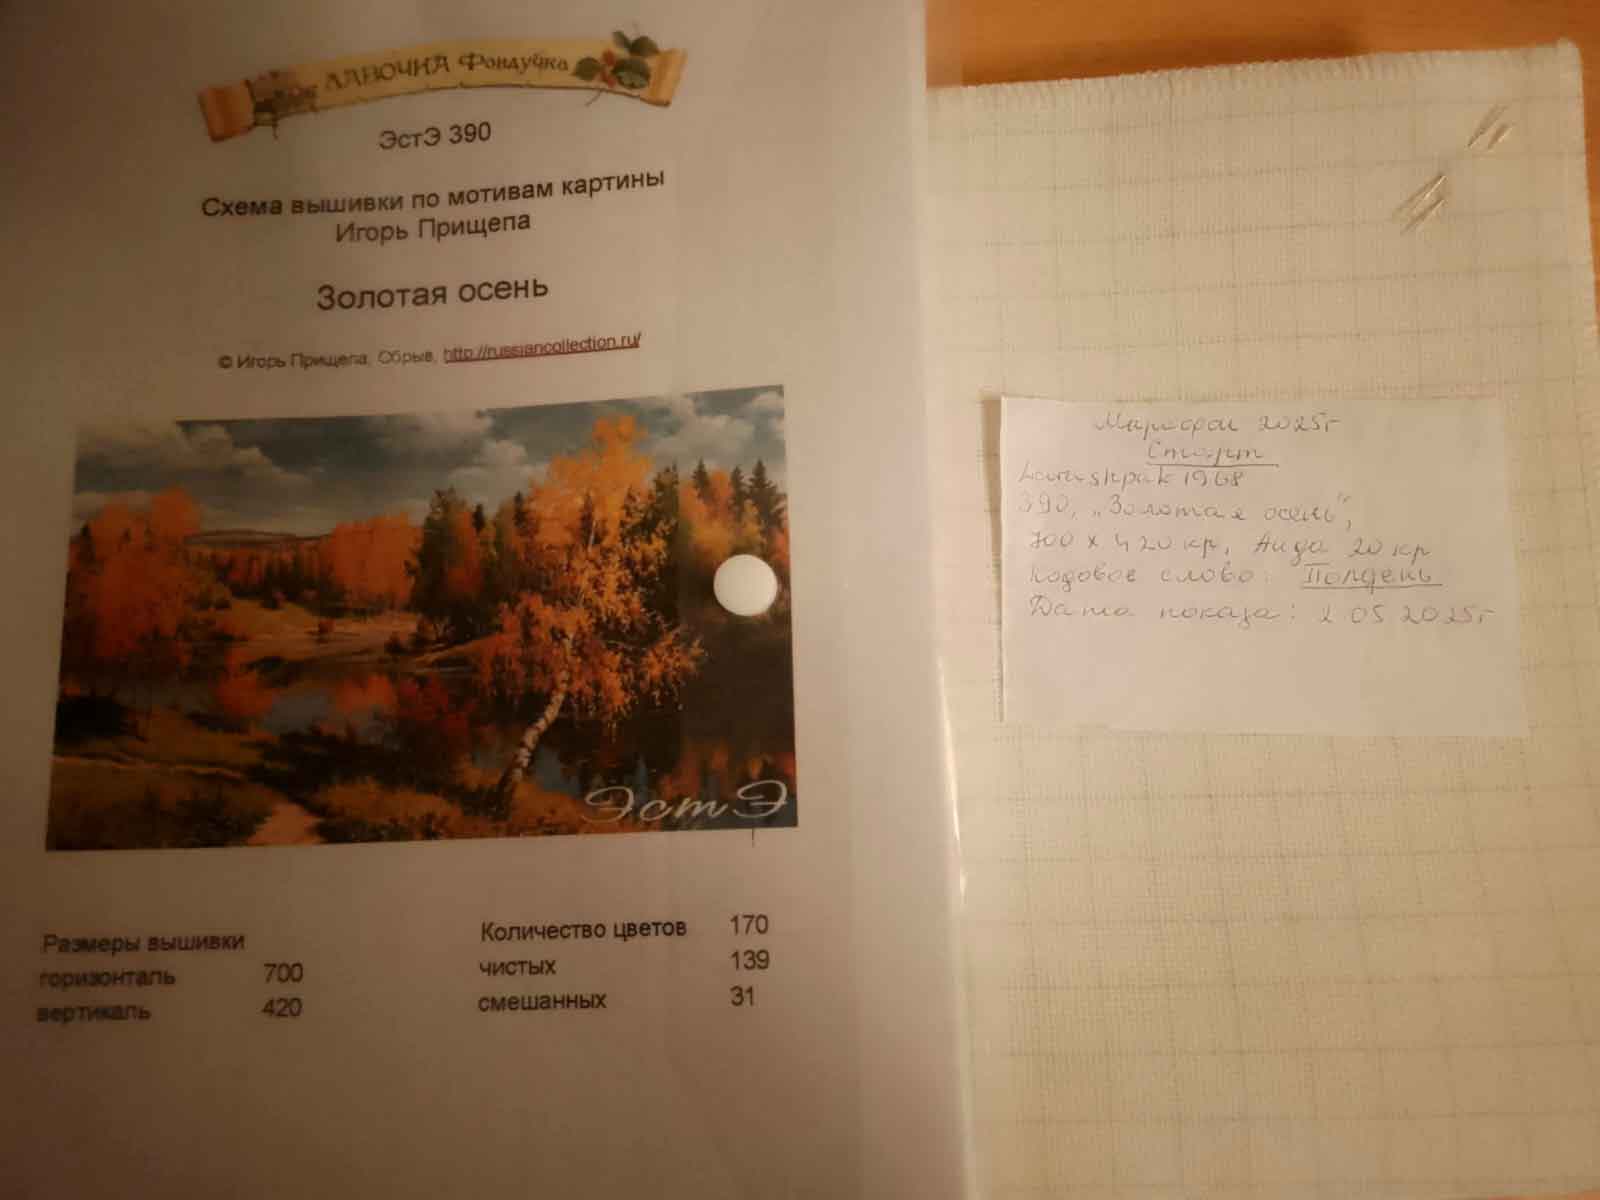 ЛАВОЧКА Фондучка
ЭстЭ 390
Схема вышивки по мотивам картины
Игорь Прищепа
Золотая осень
© Игорь Прищепа, Обрыв, http://russiancollection.ru/
ЭстЭ
Размеры вышивки
горизонталь 700
вертикаль 420
Количество цветов 170
чистых 139
смешанных 31
Марафон 2025г
Старт
390, „Золотая осень",
700 х 420 кр, Аида 20 кр
Кодовое слово: Полдень
Дата показа: 2 05 2025г